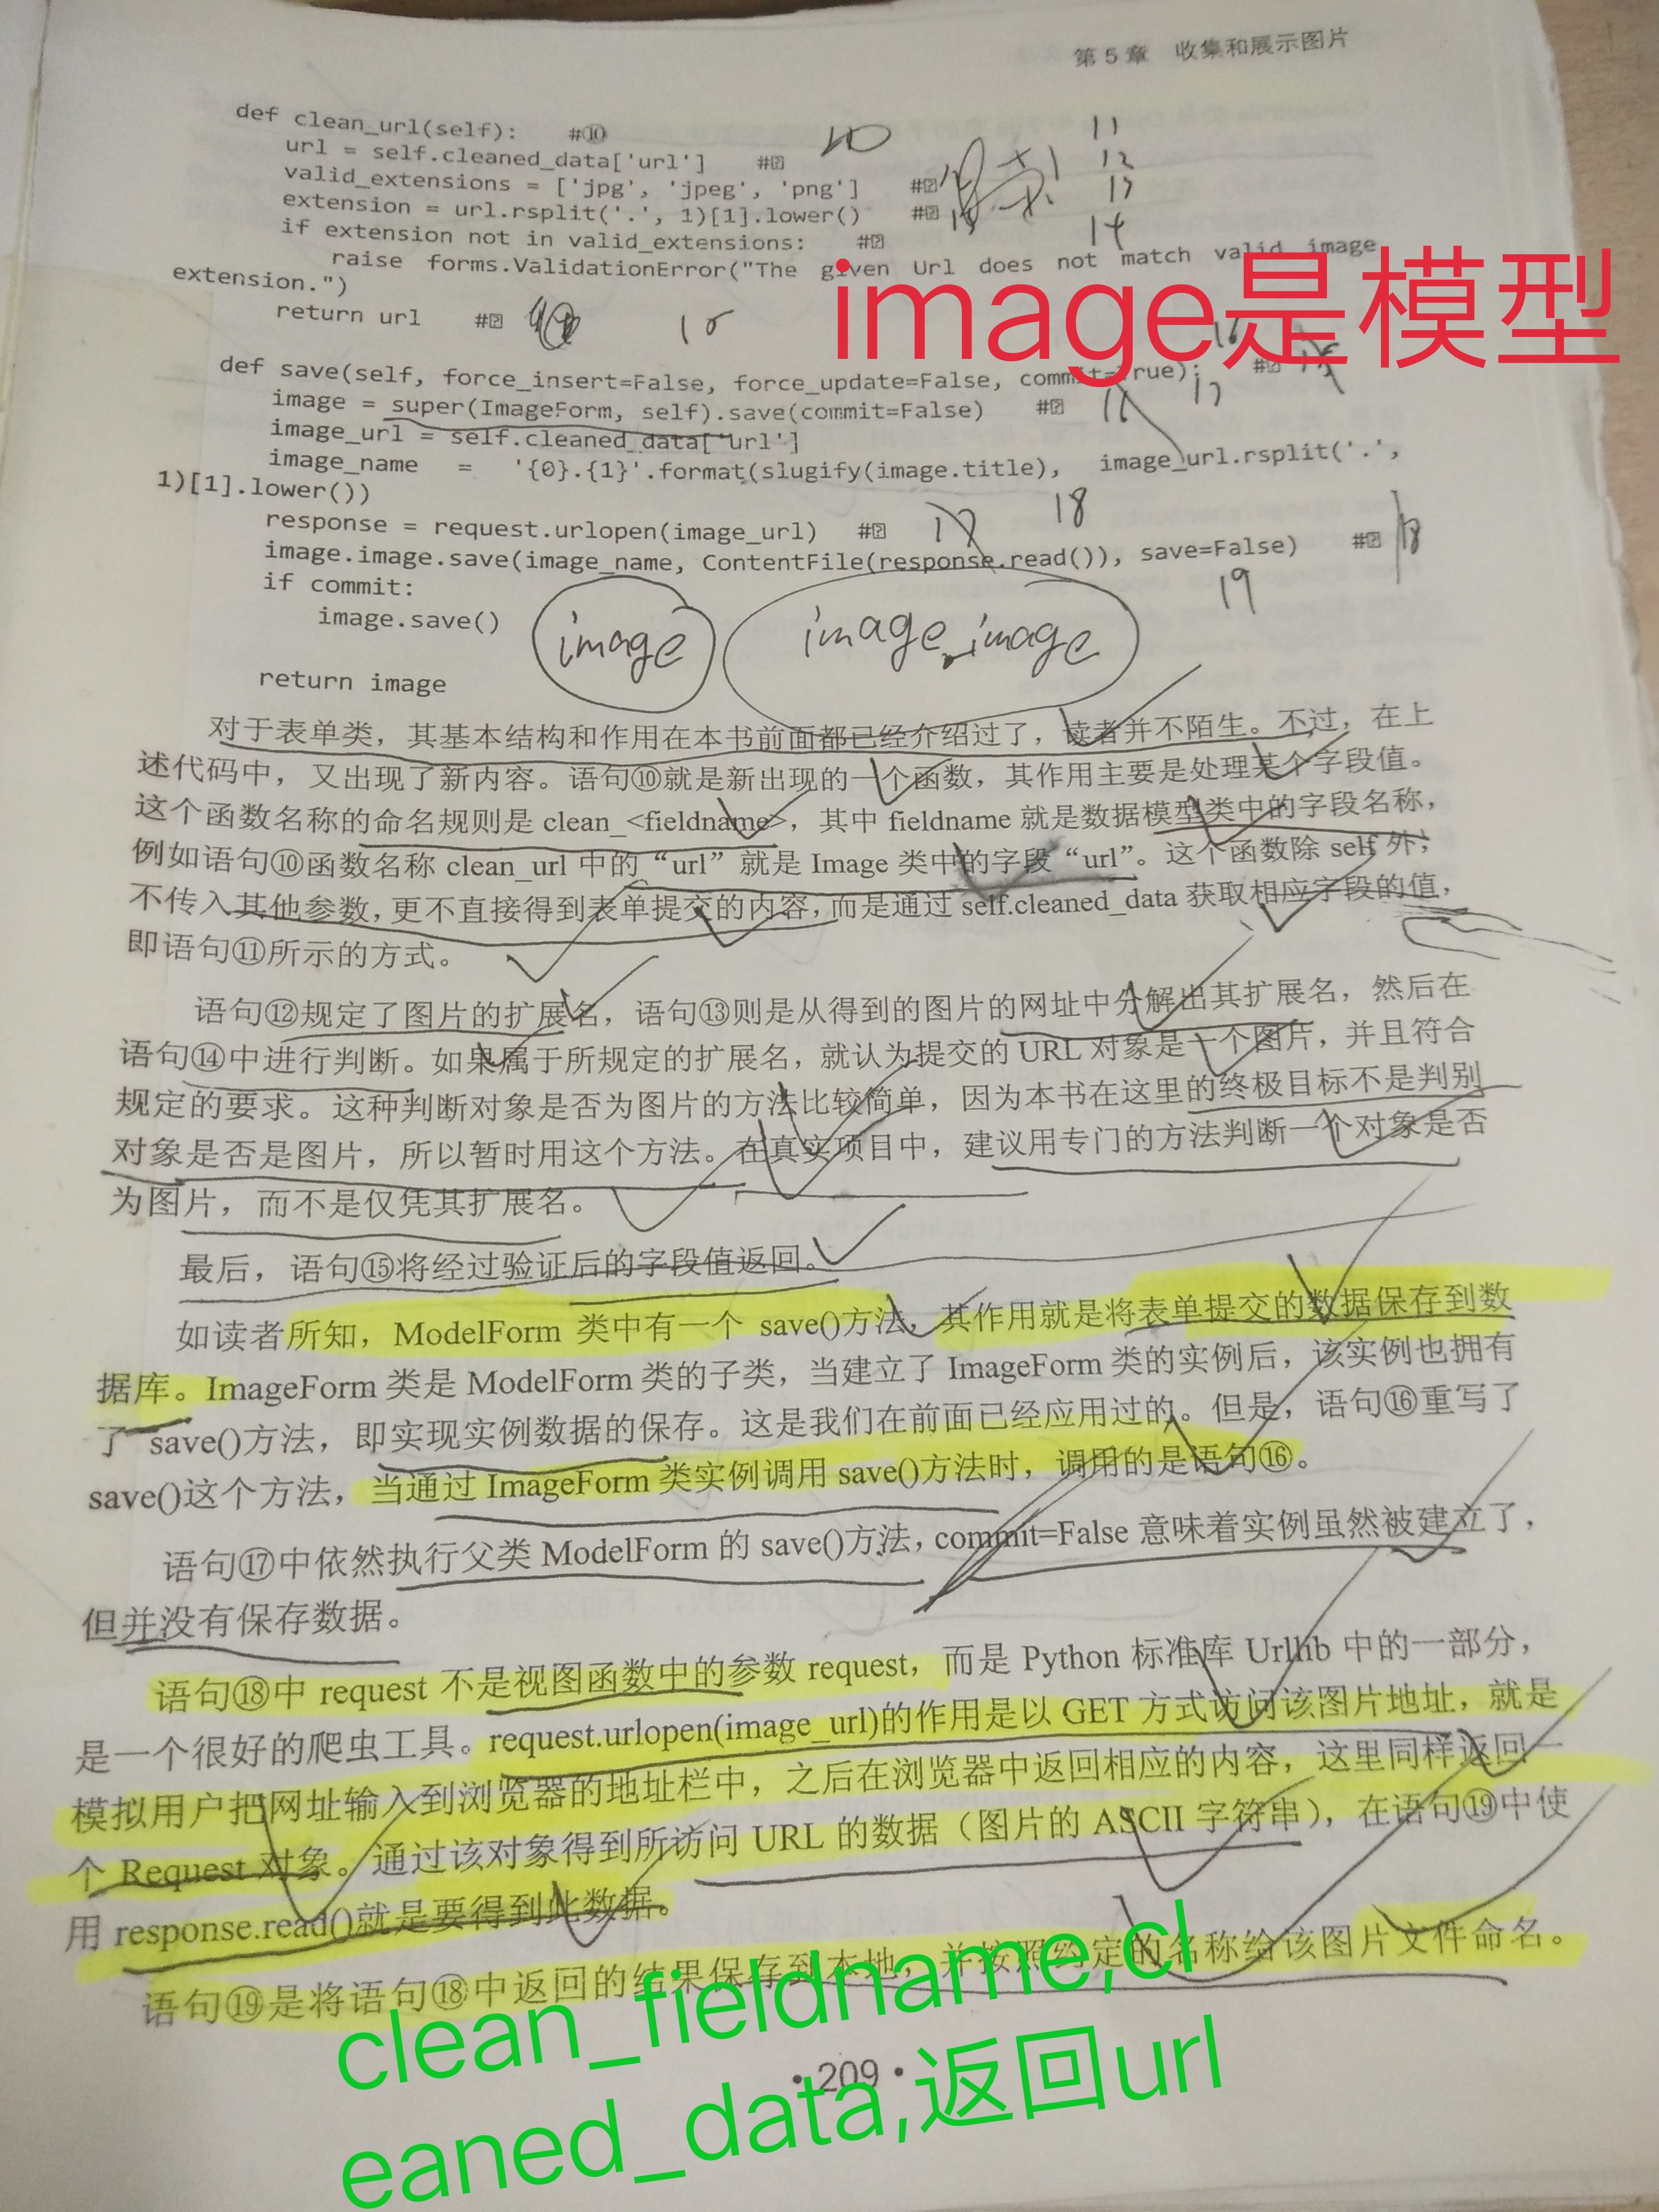 第 5 章 收集和展示图片
def clean_url(self): #⑩ 10 11
url = self.cleaned_data['url'] #⍰ 12
valid_extensions = ['jpg', 'jpeg', 'png'] #⍰ 13
extension = url.rsplit('.', 1)[1].lower() #⍰ 14
if extension not in valid_extensions: #⍰
raise forms.ValidationError("The given Url does not match valid image
extension.")
image是模型
return url #⍰ 15
16
def save(self, force_insert=False, force_update=False, commit=True): #⍰
image = super(ImageForm, self).save(commit=False) #⍰ 16 17
image_url = self.cleaned_data['url']
image_name = '{0}.{1}'.format(slugify(image.title), image_url.rsplit('.',
1)[1].lower())
response = request.urlopen(image_url) #⍰ 17 18
image.image.save(image_name, ContentFile(response.read()), save=False) #⍰ 18
if commit: 19
image.save()
image image.image
return image
对于表单类，其基本结构和作用在本书前面都已经介绍过了，读者并不陌生。不过，在上
述代码中，又出现了新内容。语句⑩就是新出现的一个函数，其作用主要是处理某个字段值。
这个函数名称的命名规则是 clean_<fieldname>，其中 fieldname 就是数据模型类中的字段名称，
例如语句⑩函数名称 clean_url 中的“url”就是 Image 类中的字段“url”。这个函数除 self 外，
不传入其他参数，更不直接得到表单提交的内容，而是通过 self.cleaned_data 获取相应字段的值，
即语句⑪所示的方式。
语句⑫规定了图片的扩展名，语句⑬则是从得到的图片的网址中分解出其扩展名，然后在
语句⑭中进行判断。如果属于所规定的扩展名，就认为提交的 URL 对象是一个图片，并且符合
规定的要求。这种判断对象是否为图片的方法比较简单，因为本书在这里的终极目标不是判别
对象是否是图片，所以暂时用这个方法。在真实项目中，建议用专门的方法判断一个对象是否
为图片，而不是仅凭其扩展名。
最后，语句⑮将经过验证后的字段值返回。
如读者所知，ModelForm 类中有一个 save()方法，其作用就是将表单提交的数据保存到数
据库。ImageForm 类是 ModelForm 类的子类，当建立了 ImageForm 类的实例后，该实例也拥有
了 save()方法，即实现实例数据的保存。这是我们在前面已经应用过的。但是，语句⑯重写了
save()这个方法，当通过 ImageForm 类实例调用 save()方法时，调用的是语句⑯。
语句⑰中依然执行父类 ModelForm 的 save()方法，commit=False 意味着实例虽然被建立了，
但并没有保存数据。
语句⑱中 request 不是视图函数中的参数 request，而是 Python 标准库 Urllib 中的一部分，
是一个很好的爬虫工具。request.urlopen(image_url)的作用是以 GET 方式访问该图片地址，就是
模拟用户把网址输入到浏览器的地址栏中，之后在浏览器中返回相应的内容，这里同样返回一
个 Request 对象。通过该对象得到所访问 URL 的数据（图片的 ASCII 字符串），在语句⑲中使
用 response.read()就是要得到此数据。
语句⑲是将语句⑱中返回的结果保存到本地，并按照约定的名称给该图片文件命名。
clean_fieldname,cl
eaned_data,返回url
• 209 •